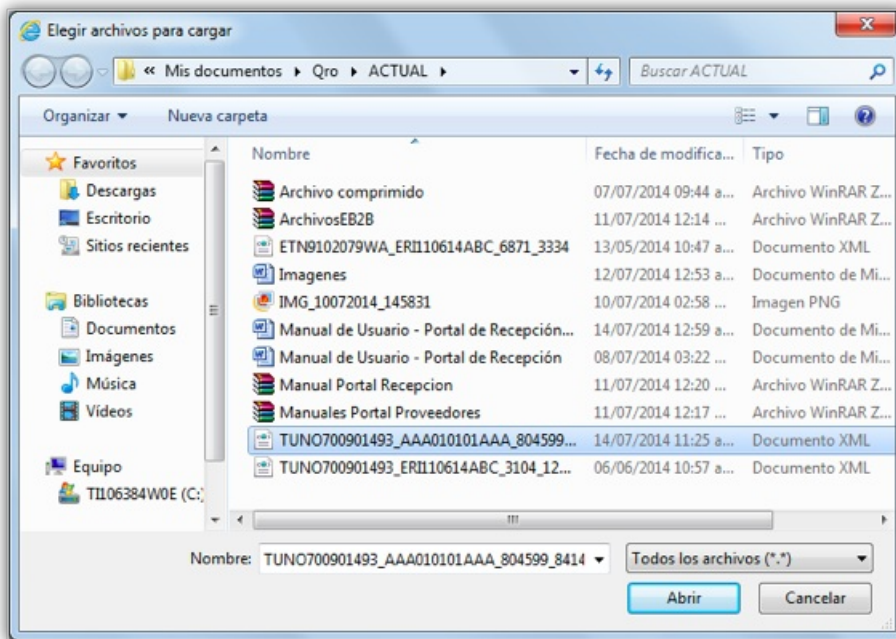 Elegir archivos para cargar
« Mis documentos ▸ Qro ▸ ACTUAL ▸
Buscar ACTUAL
Organizar ▾ Nueva carpeta
Favoritos
Descargas
Escritorio
Sitios recientes
Bibliotecas
Documentos
Imágenes
Música
Vídeos
Equipo
TI106384W0E (C:)
Nombre Fecha de modifica... Tipo
Archivo comprimido 07/07/2014 09:44 a... Archivo WinRAR Z...
ArchivosEB2B 11/07/2014 12:14 ... Archivo WinRAR Z...
ETN9102079WA_ERI110614ABC_6871_3334 13/05/2014 10:47 a... Documento XML
Imagenes 12/07/2014 12:53 a... Documento de Mi...
IMG_10072014_145831 10/07/2014 02:58 ... Imagen PNG
Manual de Usuario - Portal de Recepción... 14/07/2014 12:59 a... Documento de Mi...
Manual de Usuario - Portal de Recepción 08/07/2014 03:22 ... Documento de Mi...
Manual Portal Recepcion 11/07/2014 12:20 ... Archivo WinRAR Z...
Manuales Portal Proveedores 11/07/2014 12:17 ... Archivo WinRAR Z...
TUNO700901493_AAA010101AAA_804599... 14/07/2014 11:25 a... Documento XML
TUNO700901493_ERI110614ABC_3104_12... 06/06/2014 10:57 a... Documento XML
Nombre: TUNO700901493_AAA010101AAA_804599_8414
Todos los archivos (*.*)
Abrir Cancelar